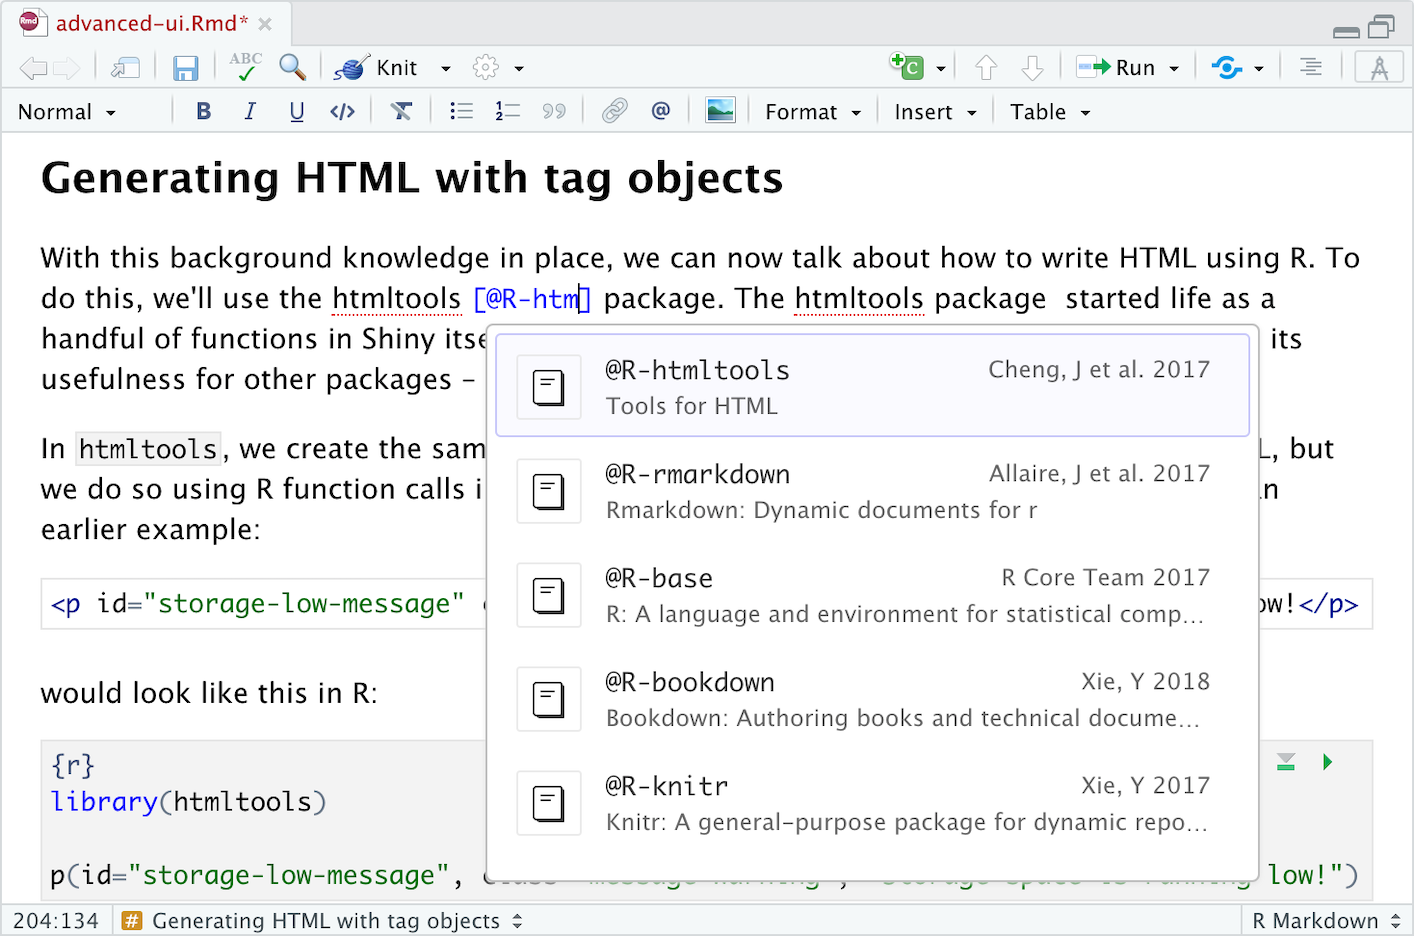 Rmd advanced-ui.Rmd*
ABC Knit C Run
Normal B I U </> Format Insert Table
Generating HTML with tag objects
With this background knowledge in place, we can now talk about how to write HTML using R. To
do this, we'll use the htmltools [@R-htm] package. The htmltools package started life as a
handful of functions in Shiny its its
usefulness for other packages –
In htmltools, we create the sam L, but
we do so using R function calls i n
earlier example:
<p id="storage-low-message" ow!</p>
would look like this in R:
{r}
library(htmltools)
p(id="storage-low-message", low!")
@R-htmltools Cheng, J et al. 2017
Tools for HTML
@R-rmarkdown Allaire, J et al. 2017
Rmarkdown: Dynamic documents for r
@R-base R Core Team 2017
R: A language and environment for statistical comp...
@R-bookdown Xie, Y 2018
Bookdown: Authoring books and technical docume...
@R-knitr Xie, Y 2017
Knitr: A general-purpose package for dynamic repo...
204:134 # Generating HTML with tag objects R Markdown